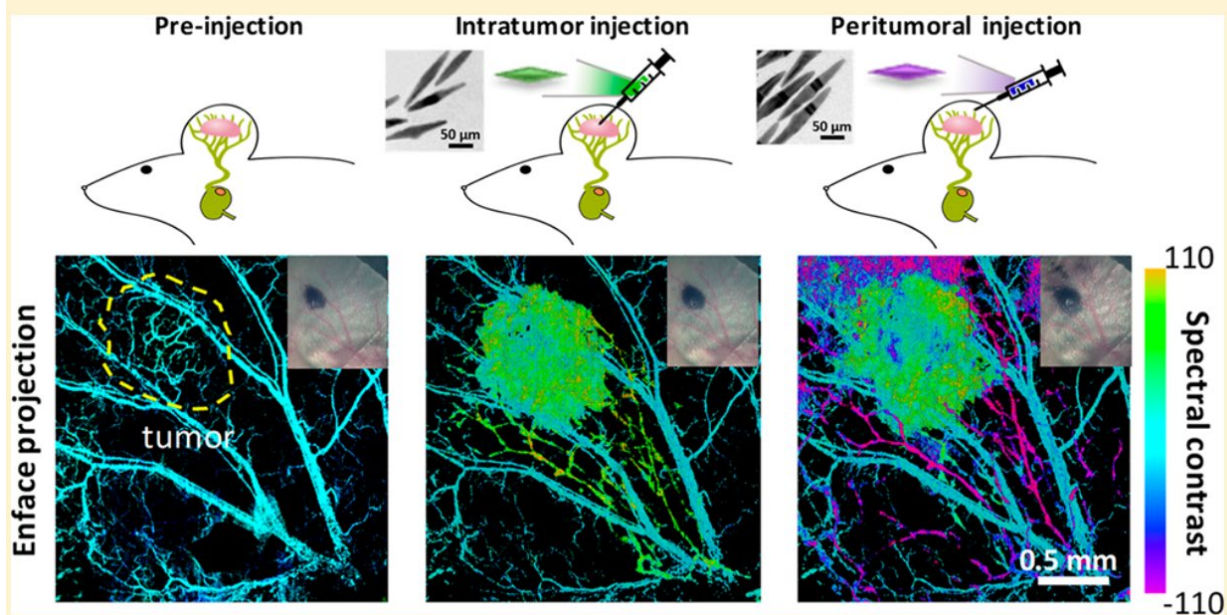 Pre-injection
Intratumor injection
Peritumoral injection
50 µm
50 µm
Enface projection
tumor
0.5 mm
110
Spectral contrast
-110